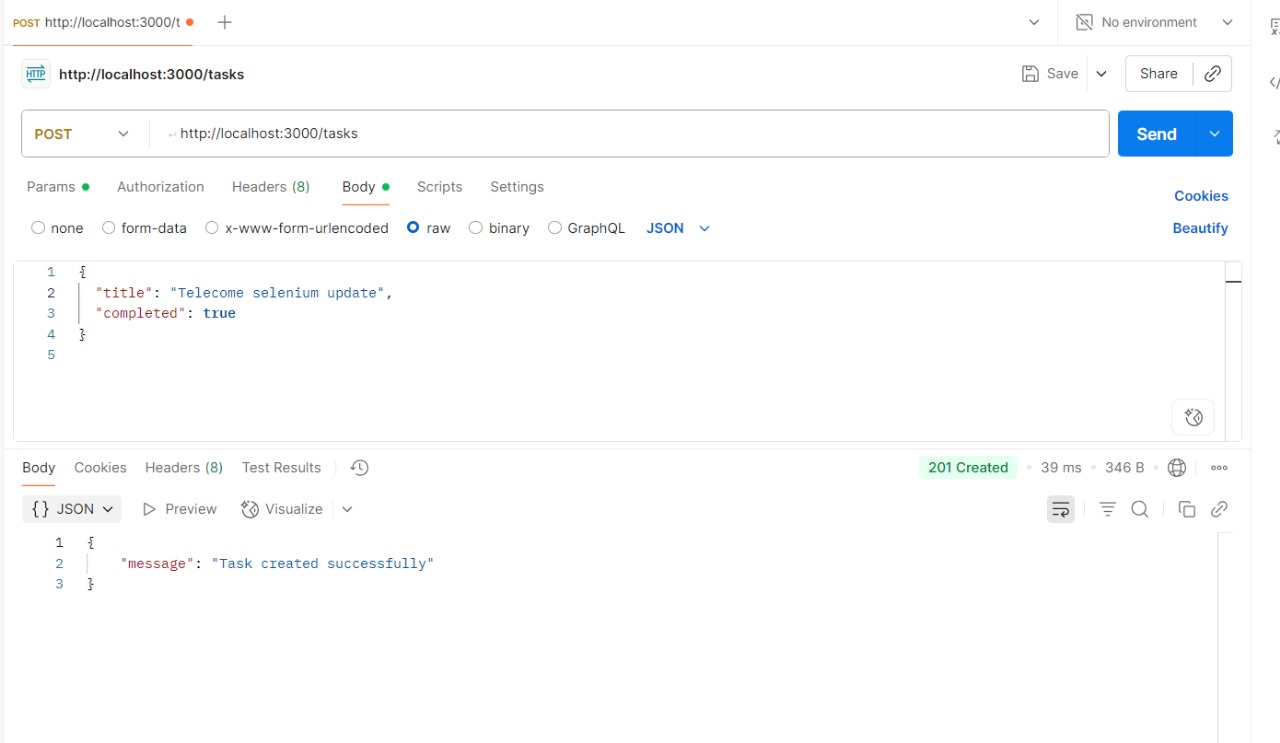 POST http://localhost:3000/t
No environment
HTTP http://localhost:3000/tasks
Save
Share
POST
http://localhost:3000/tasks
Send
Params Authorization Headers (8) Body Scripts Settings
Cookies
none form-data x-www-form-urlencoded raw binary GraphQL JSON
Beautify
1 {
2 "title": "Telecome selenium update",
3 "completed": true
4 }
5
Body Cookies Headers (8) Test Results
201 Created 39 ms 346 B
{} JSON Preview Visualize
1 {
2 "message": "Task created successfully"
3 }